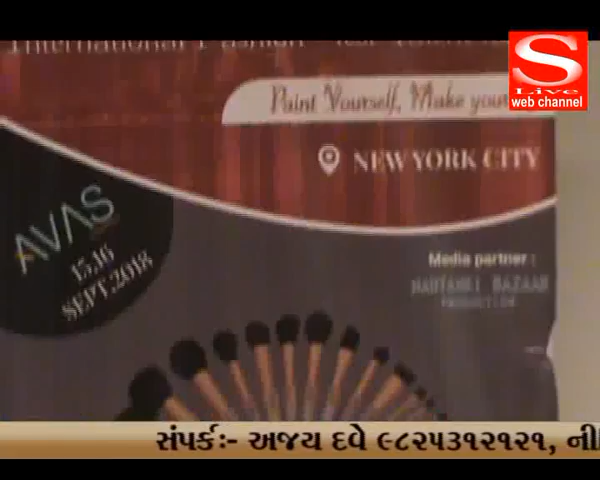 International Fashion
S
Live
web channel
Paint Yourself, Make your
NEW YORK CITY
AVAS
15,16
SEPT.2018
Media partner :
BAZAAR
સંપર્કઃ- અજય દવે ૯૮૨૫૩૧૨૧૨૧,